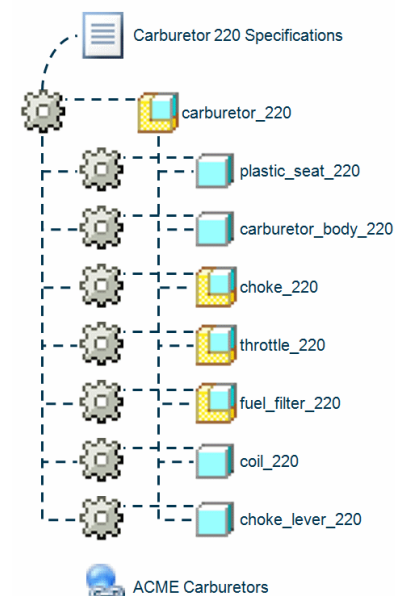 Carburetor 220 Specifications
carburetor_220
plastic_seat_220
carburetor_body_220
choke_220
throttle_220
fuel_filter_220
coil_220
choke_lever_220
ACME Carburetors